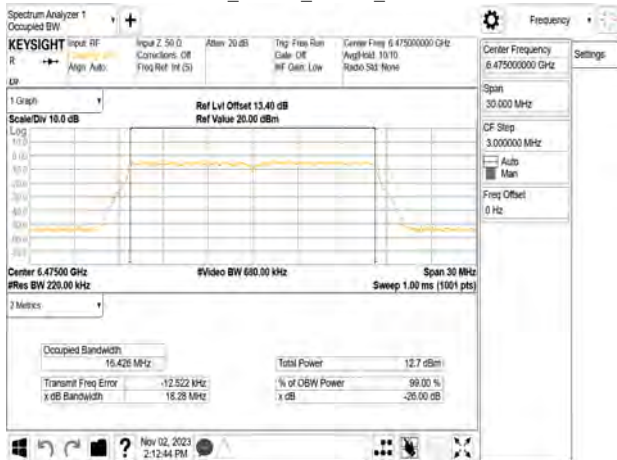 Spectrum Analyzer 1
Occupied BW
+
Frequency
KEYSIGHT
R
Input: RF
Align: Auto
Input Z: 50 Ω
Corrections: Off
Freq Ref: Int (S)
Atten: 20 dB
Trig: Free Run
Gate: Off
#IF Gain: Low
Center Freq: 6.475000000 GHz
Avg|Hold: 10/10
Radio Std: None
Center Frequency
6.475000000 GHz
Settings
Span
30.000 MHz
CF Step
3.000000 MHz
Auto
Man
Freq Offset
0 Hz
1 Graph
Scale/Div 10.0 dB
Ref Lvl Offset 13.40 dB
Ref Value 20.00 dBm
Log
Center 6.47500 GHz
#Res BW 220.00 kHz
#Video BW 680.00 kHz
Span 30 MHz
Sweep 1.00 ms (1001 pts)
2 Metrics
Occupied Bandwidth
16.426 MHz
Total Power 12.7 dBm
Transmit Freq Error -12.522 kHz
% of OBW Power 99.00 %
x dB Bandwidth 18.28 MHz
x dB -26.00 dB
?
Nov 02, 2023
2:12:44 PM